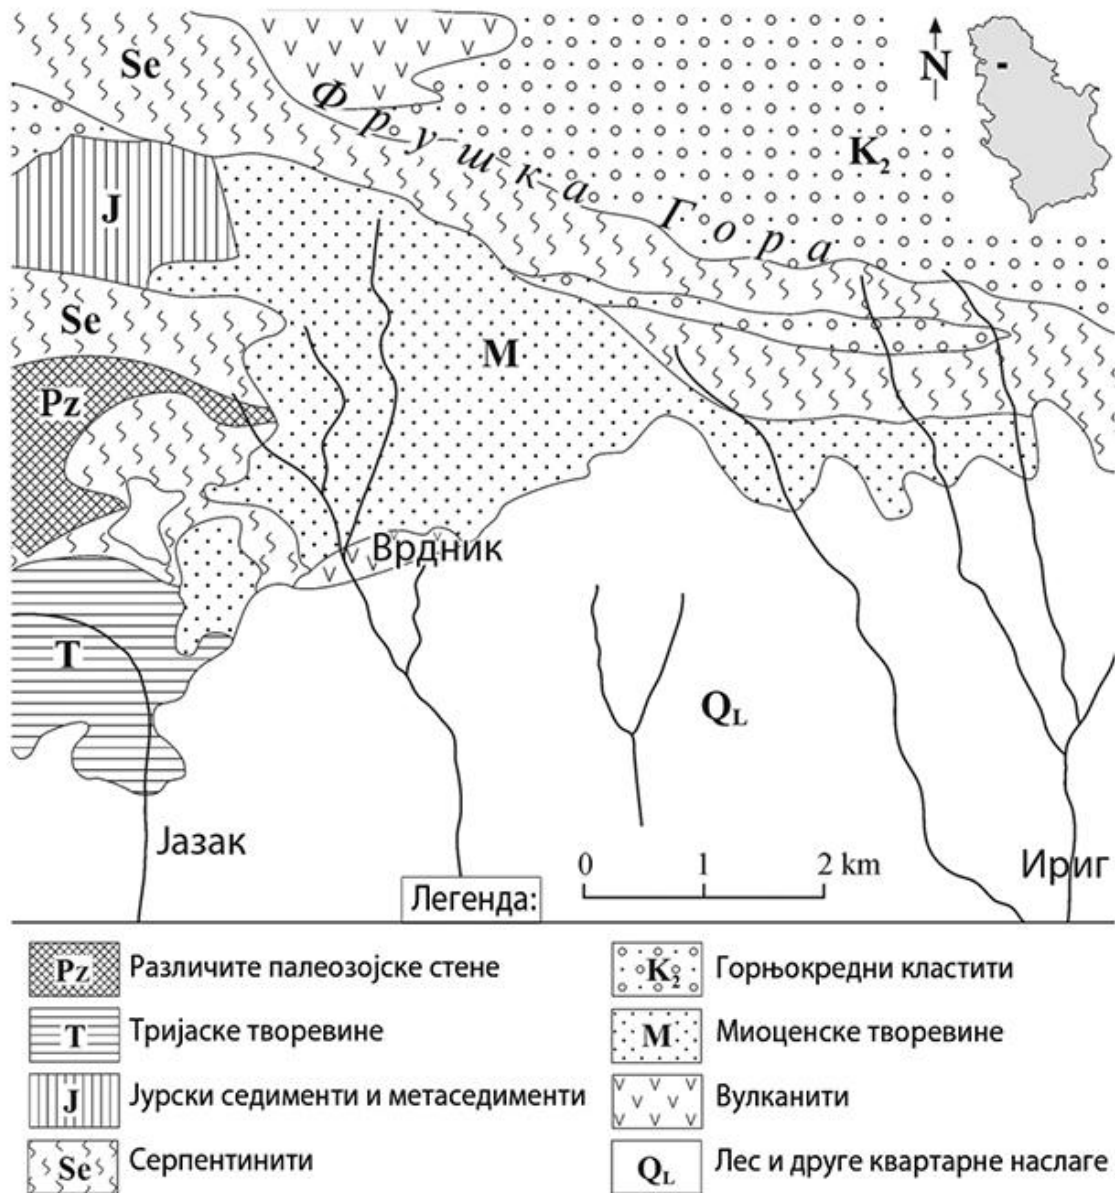 Se
N
Фрушка Гора
K₂
J
Se
M
Pz
Врдник
T
Q_L
Јазак
0 1 2 km
Ириг
Легенда:
Pz Различите палеозојске стене
T Тријаске творевине
J Јурски седименти и метаседименти
Se Серпентинити
K₂ Горњокредни кластити
M Миоценске творевине
Вулканити
Q_L Лес и друге квартарне наслаге